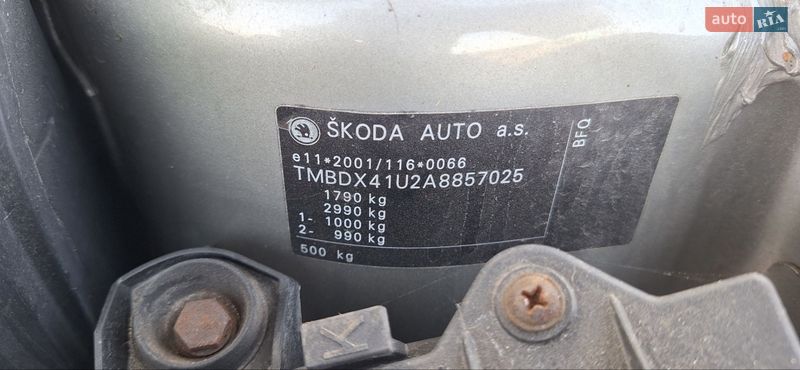 auto RIA
.com
ŠKODA AUTO a.s.
BFQ
e11*2001/116*0066
TMBDX41U2A8857025
1790 kg
2990 kg
1- 1000 kg
2- 990 kg
500 kg
K